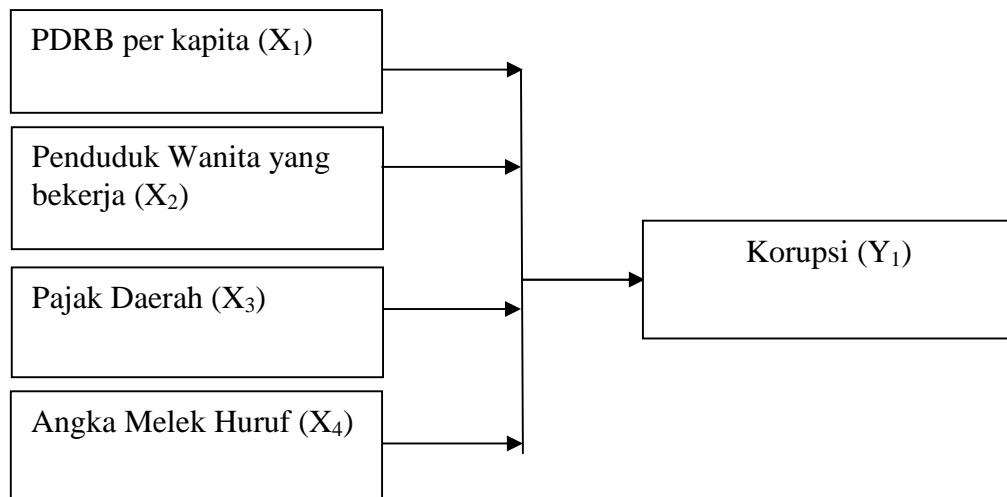 PDRB per kapita (X₁)
Penduduk Wanita yang
bekerja (X₂)
Pajak Daerah (X₃)
Angka Melek Huruf (X₄)
Korupsi (Y₁)